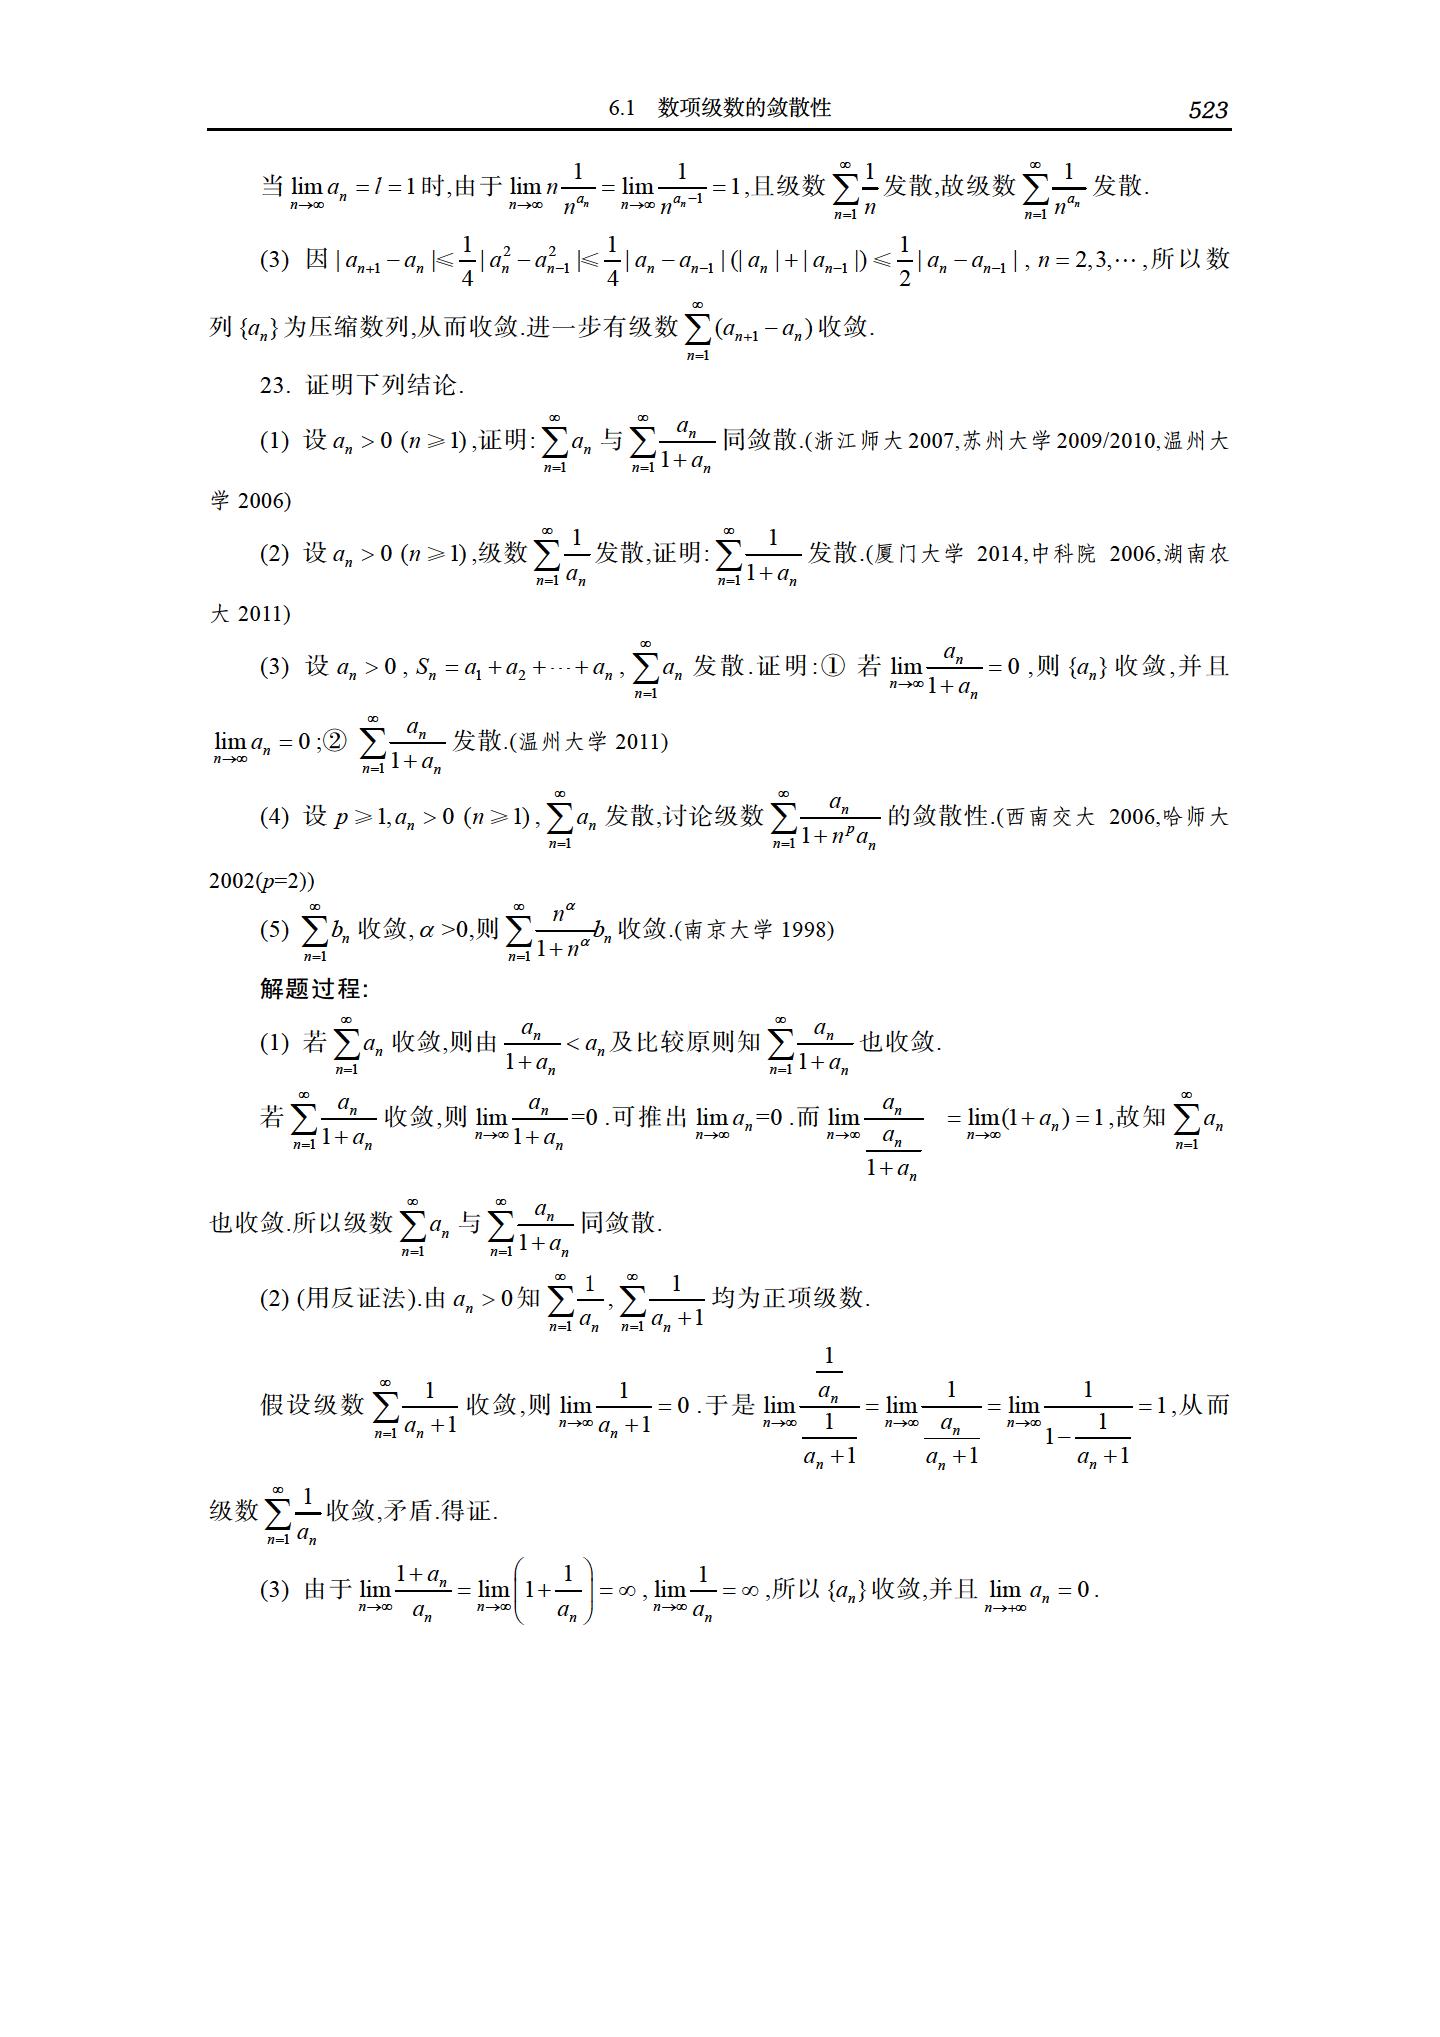 6.1 数项级数的敛散性 523
当 $\lim_{n\to\infty} a_n = l = 1$ 时,由于 $\lim_{n\to\infty} n\frac{1}{n^{a_n}} = \lim_{n\to\infty} \frac{1}{n^{a_n-1}} = 1$,且级数 $\sum_{n=1}^{\infty}\frac{1}{n}$ 发散,故级数 $\sum_{n=1}^{\infty}\frac{1}{n^{a_n}}$ 发散.
(3) 因 $|a_{n+1}-a_n|\leqslant\frac{1}{4}|a_n^2-a_{n-1}^2|\leqslant\frac{1}{4}|a_n-a_{n-1}|(|a_n|+|a_{n-1}|)\leqslant\frac{1}{2}|a_n-a_{n-1}|$, $n=2,3,\cdots$,所以数
列 $\{a_n\}$ 为压缩数列,从而收敛.进一步有级数 $\sum_{n=1}^{\infty}(a_{n+1}-a_n)$ 收敛.
23. 证明下列结论.
(1) 设 $a_n>0\ (n\geqslant 1)$,证明: $\sum_{n=1}^{\infty}a_n$ 与 $\sum_{n=1}^{\infty}\frac{a_n}{1+a_n}$ 同敛散.(浙江师大2007,苏州大学2009/2010,温州大
学 2006)
(2) 设 $a_n>0\ (n\geqslant 1)$,级数 $\sum_{n=1}^{\infty}\frac{1}{a_n}$ 发散,证明: $\sum_{n=1}^{\infty}\frac{1}{1+a_n}$ 发散.(厦门大学 2014,中科院 2006,湖南农
大 2011)
(3) 设 $a_n>0$, $S_n=a_1+a_2+\cdots+a_n$, $\sum_{n=1}^{\infty}a_n$ 发散.证明:① 若 $\lim_{n\to\infty}\frac{a_n}{1+a_n}=0$,则 $\{a_n\}$ 收敛,并且
$\lim_{n\to\infty}a_n=0$;② $\sum_{n=1}^{\infty}\frac{a_n}{1+a_n}$ 发散.(温州大学 2011)
(4) 设 $p\geqslant 1,a_n>0\ (n\geqslant 1)$, $\sum_{n=1}^{\infty}a_n$ 发散,讨论级数 $\sum_{n=1}^{\infty}\frac{a_n}{1+n^pa_n}$ 的敛散性.(西南交大 2006,哈师大
2002(p=2))
(5) $\sum_{n=1}^{\infty}b_n$ 收敛, $\alpha$ >0,则 $\sum_{n=1}^{\infty}\frac{n^\alpha}{1+n^\alpha}b_n$ 收敛.(南京大学 1998)
解题过程:
(1) 若 $\sum_{n=1}^{\infty}a_n$ 收敛,则由 $\frac{a_n}{1+a_n}<a_n$ 及比较原则知 $\sum_{n=1}^{\infty}\frac{a_n}{1+a_n}$ 也收敛.
若 $\sum_{n=1}^{\infty}\frac{a_n}{1+a_n}$ 收敛,则 $\lim_{n\to\infty}\frac{a_n}{1+a_n}=0$ .可推出 $\lim_{n\to\infty}a_n=0$ .而 $\lim_{n\to\infty}\frac{a_n}{\frac{a_n}{1+a_n}}=\lim_{n\to\infty}(1+a_n)=1$,故知 $\sum_{n=1}^{\infty}a_n$
也收敛.所以级数 $\sum_{n=1}^{\infty}a_n$ 与 $\sum_{n=1}^{\infty}\frac{a_n}{1+a_n}$ 同敛散.
(2) (用反证法).由 $a_n>0$ 知 $\sum_{n=1}^{\infty}\frac{1}{a_n},\sum_{n=1}^{\infty}\frac{1}{a_n+1}$ 均为正项级数.
假设级数 $\sum_{n=1}^{\infty}\frac{1}{a_n+1}$ 收敛,则 $\lim_{n\to\infty}\frac{1}{a_n+1}=0$ .于是 $\lim_{n\to\infty}\frac{\frac{1}{a_n}}{\frac{1}{a_n+1}}=\lim_{n\to\infty}\frac{1}{\frac{a_n}{a_n+1}}=\lim_{n\to\infty}\frac{1}{1-\frac{1}{a_n+1}}=1$,从而
级数 $\sum_{n=1}^{\infty}\frac{1}{a_n}$ 收敛,矛盾.得证.
(3) 由于 $\lim_{n\to\infty}\frac{1+a_n}{a_n}=\lim_{n\to\infty}\left(1+\frac{1}{a_n}\right)=\infty$, $\lim_{n\to\infty}\frac{1}{a_n}=\infty$,所以 $\{a_n\}$ 收敛,并且 $\lim_{n\to+\infty}a_n=0$.